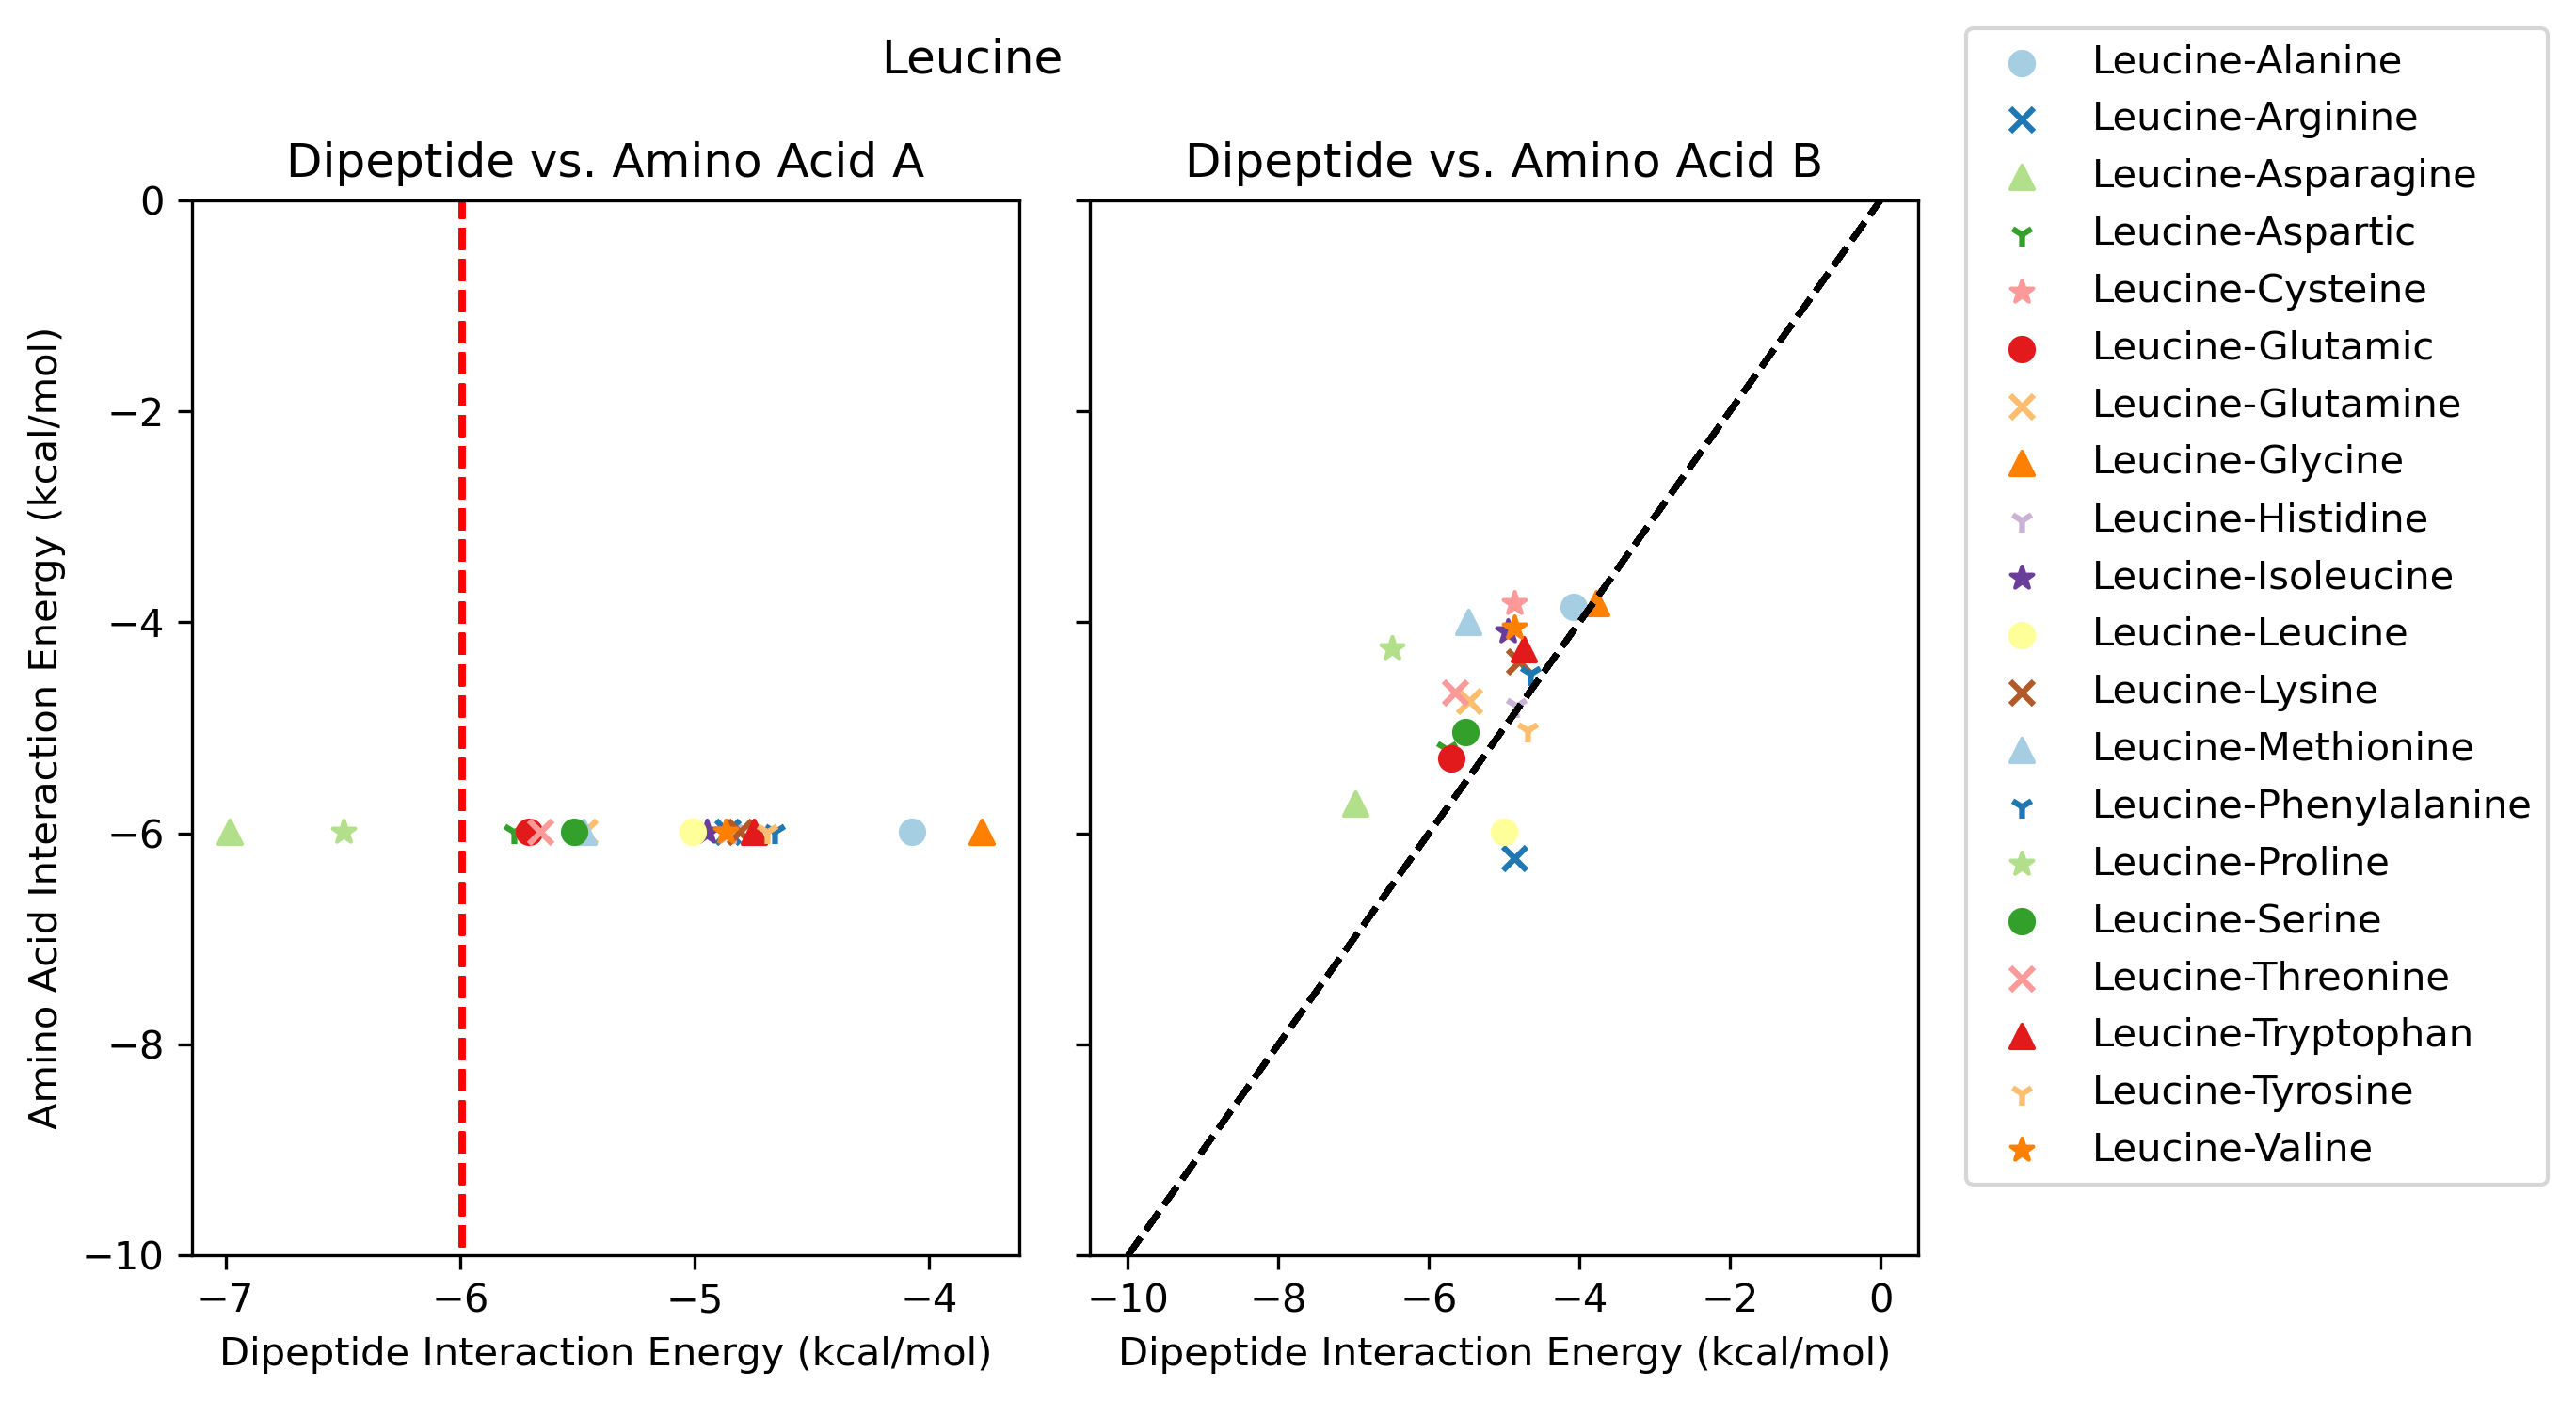 Leucine
Dipeptide vs. Amino Acid A
Dipeptide vs. Amino Acid B
Amino Acid Interaction Energy (kcal/mol)
0
−2
−4
−6
−8
−10
−7
−6
−5
−4
−10
−8
−6
−4
−2
0
Dipeptide Interaction Energy (kcal/mol)
Dipeptide Interaction Energy (kcal/mol)
Leucine-Alanine
Leucine-Arginine
Leucine-Asparagine
Leucine-Aspartic
Leucine-Cysteine
Leucine-Glutamic
Leucine-Glutamine
Leucine-Glycine
Leucine-Histidine
Leucine-Isoleucine
Leucine-Leucine
Leucine-Lysine
Leucine-Methionine
Leucine-Phenylalanine
Leucine-Proline
Leucine-Serine
Leucine-Threonine
Leucine-Tryptophan
Leucine-Tyrosine
Leucine-Valine